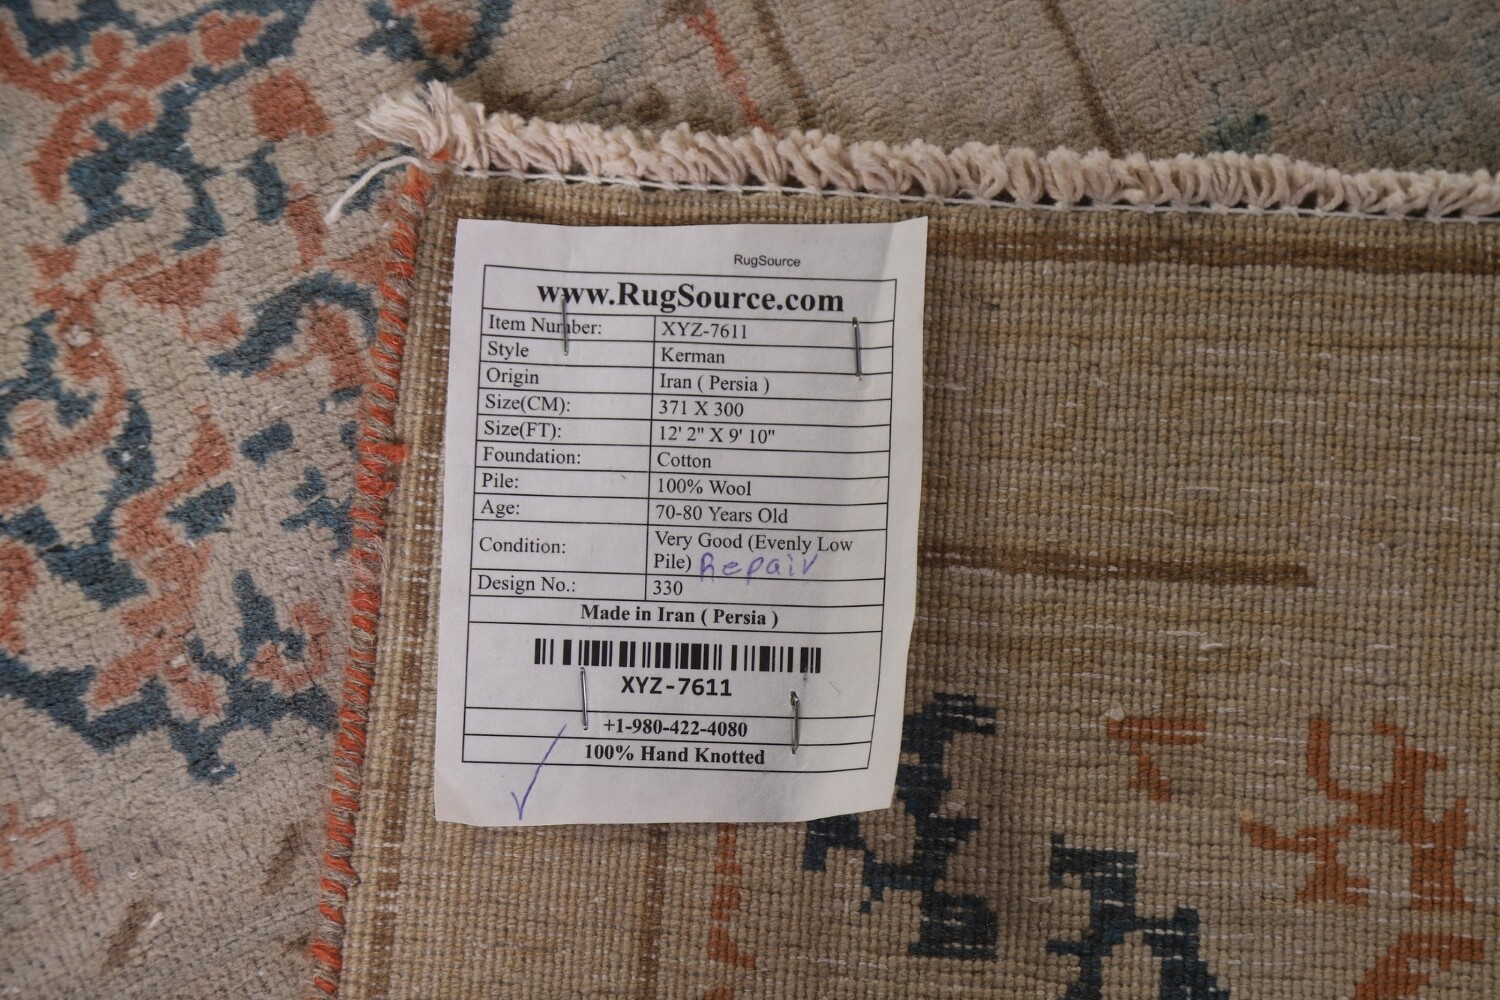 RugSource
www.RugSource.com
Item Number: XYZ-7611
Style Kerman
Origin Iran ( Persia )
Size(CM): 371 X 300
Size(FT): 12' 2" X 9' 10"
Foundation: Cotton
Pile: 100% Wool
Age: 70-80 Years Old
Condition: Very Good (Evenly Low
Pile) Repair
Design No.: 330
Made in Iran ( Persia )
XYZ-7611
+1-980-422-4080
100% Hand Knotted